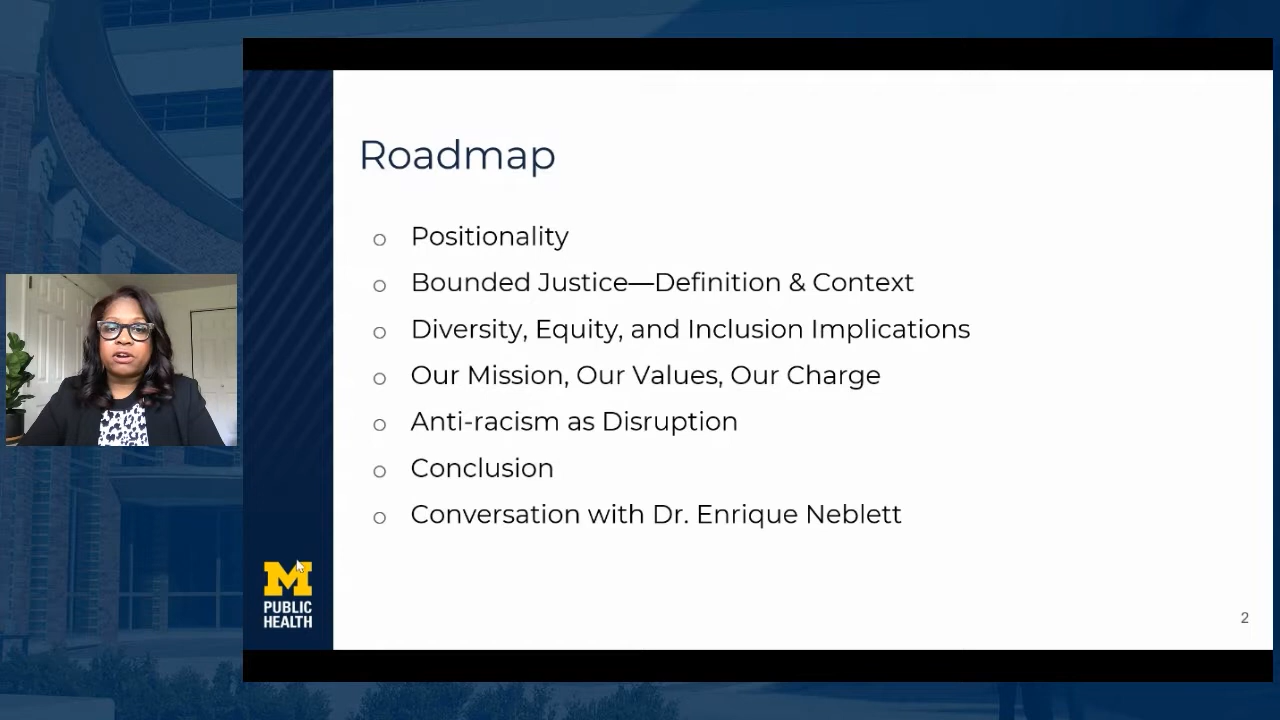 Roadmap
Positionality
Bounded Justice—Definition & Context
Diversity, Equity, and Inclusion Implications
Our Mission, Our Values, Our Charge
Anti-racism as Disruption
Conclusion
Conversation with Dr. Enrique Neblett
M
PUBLIC
HEALTH
2